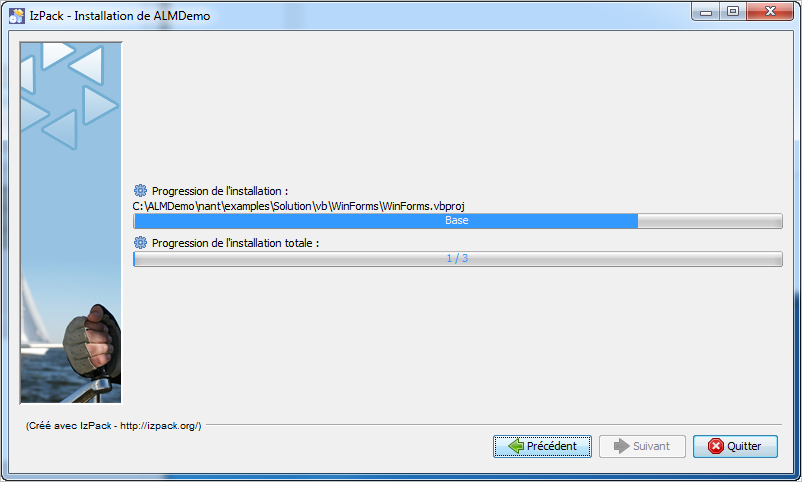 IzPack - Installation de ALMDemo
Progression de l'installation :
C:\ALMDemo\nant\examples\Solution\vb\WinForms\WinForms.vbproj
Base
Progression de l'installation totale :
1 / 3
(Créé avec IzPack - http://izpack.org/)
Précédent
Suivant
Quitter